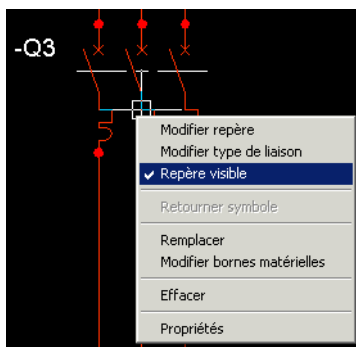 -Q3
Modifier repère
Modifier type de liaison
Repère visible
Retourner symbole
Remplacer
Modifier bornes matérielles
Effacer
Propriétés